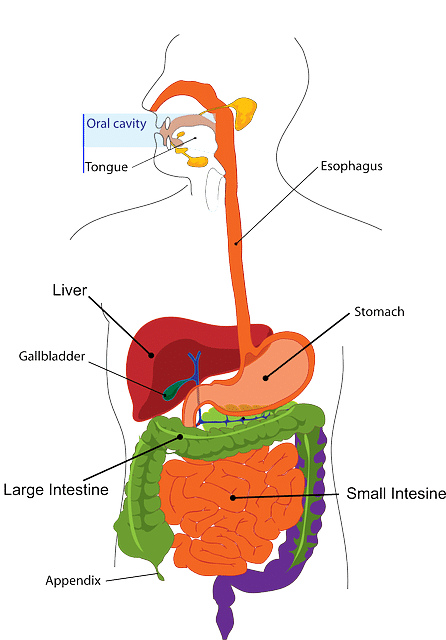 Oral cavity
Tongue
Esophagus
Liver
Stomach
Gallbladder
Large Intestine
Small Intesine
Appendix